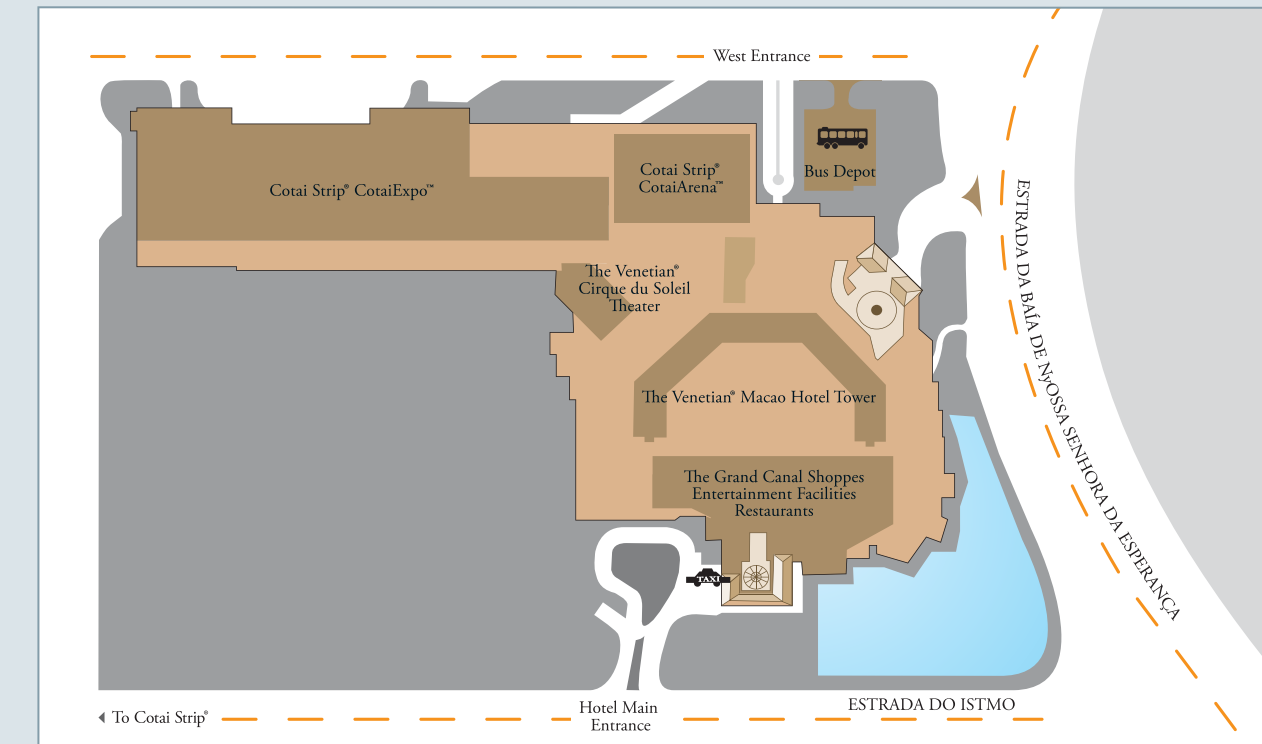 West Entrance
Cotai Strip® CotaiExpo™
Cotai Strip®
CotaiArena™
Bus Depot
The Venetian®
Cirque du Soleil
Theater
The Venetian® Macao Hotel Tower
The Grand Canal Shoppes
Entertainment Facilities
Restaurants
TAXI
ESTRADA DA BAÍA DE NyOSSA SENHORA DA ESPERANÇA
To Cotai Strip®
Hotel Main
Entrance
ESTRADA DO ISTMO